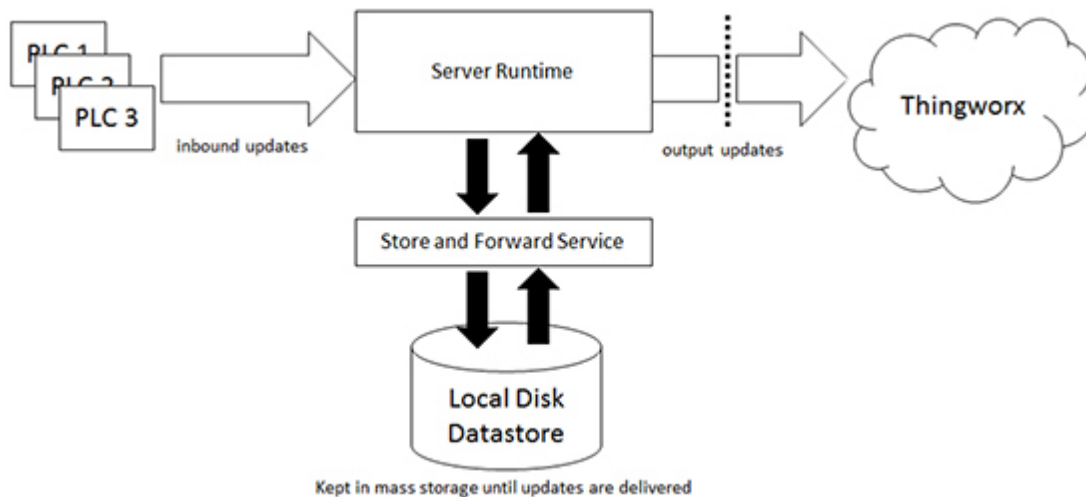 PLC 1
PLC 2
PLC 3
inbound updates
Server Runtime
output updates
Thingworx
Store and Forward Service
Local Disk
Datastore
Kept in mass storage until updates are delivered